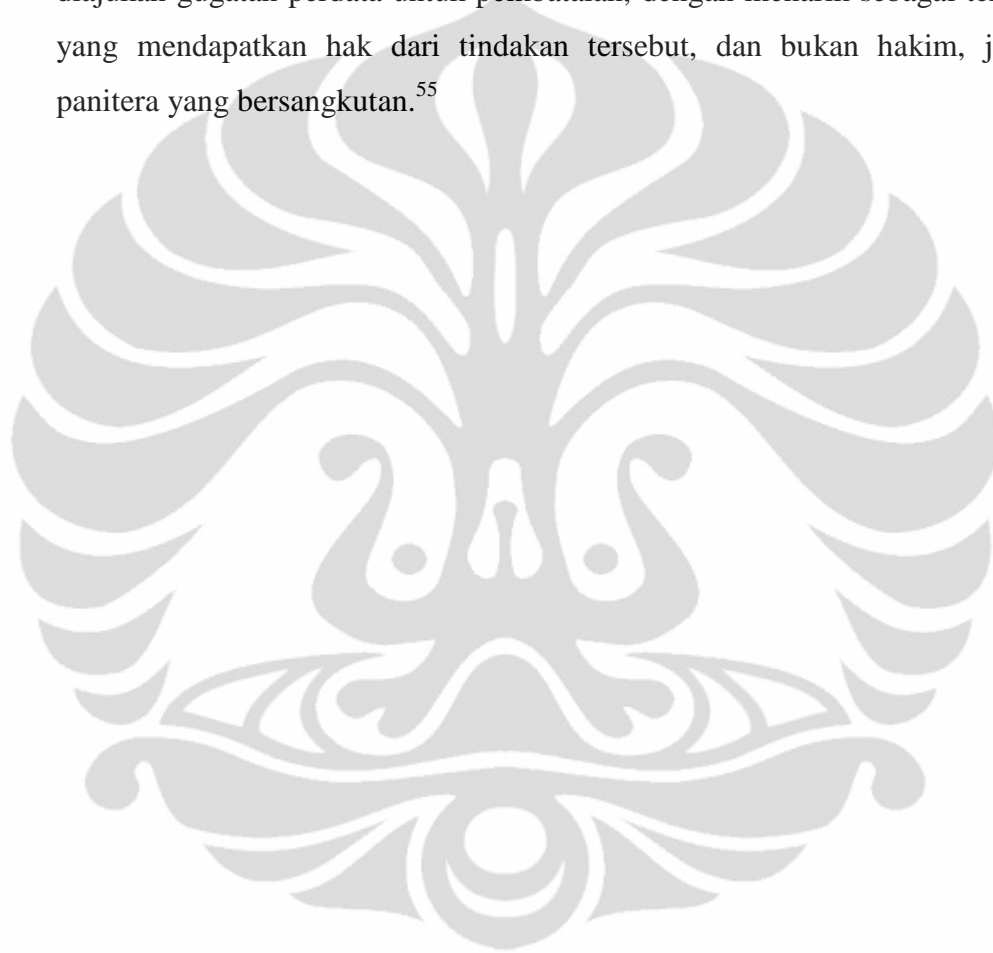 diajukan gugatan perdata untuk pembatalan, dengan menarik sebagai
yang mendapatkan hak dari tindakan tersebut, dan bukan hakim,
panitera yang bersangkutan.55